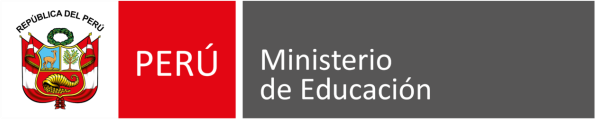 REPÚBLICA DEL PERÚ
PERÚ
Ministerio
de Educación